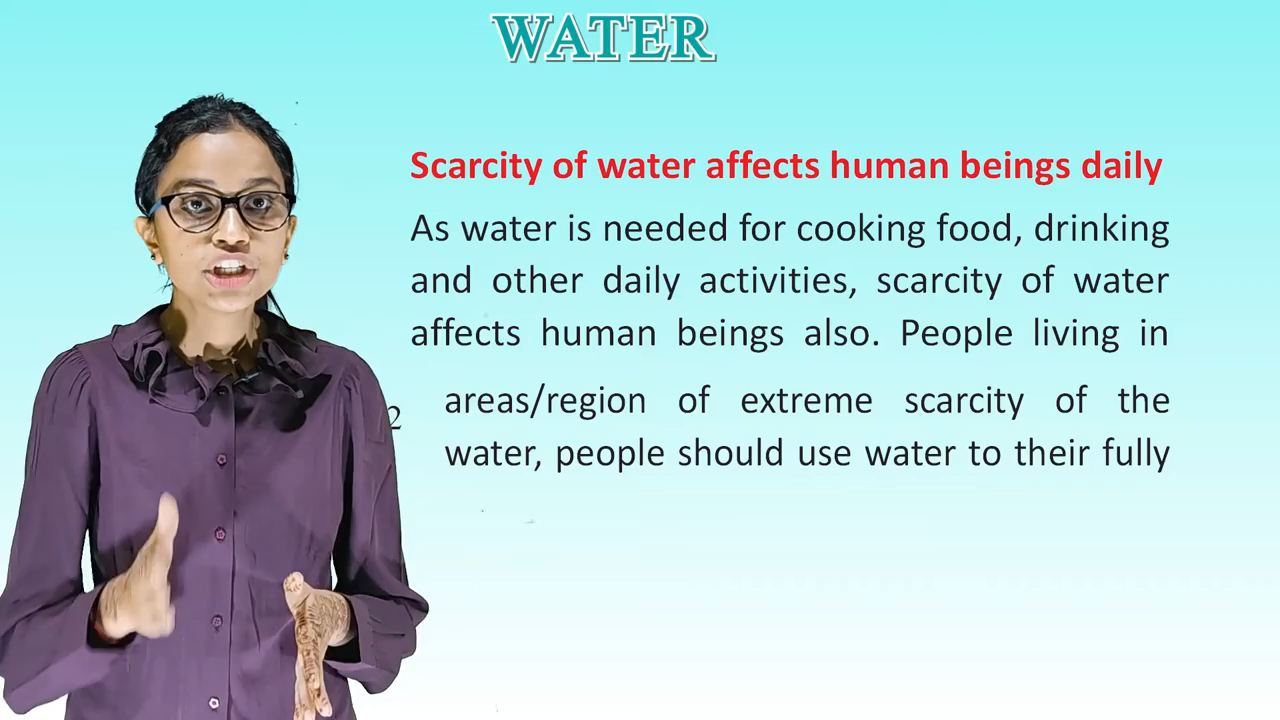 WATER
Scarcity of water affects human beings daily
As water is needed for cooking food, drinking
and other daily activities, scarcity of water
affects human beings also. People living in
2
areas/region of extreme scarcity of the
water, people should use water to their fully